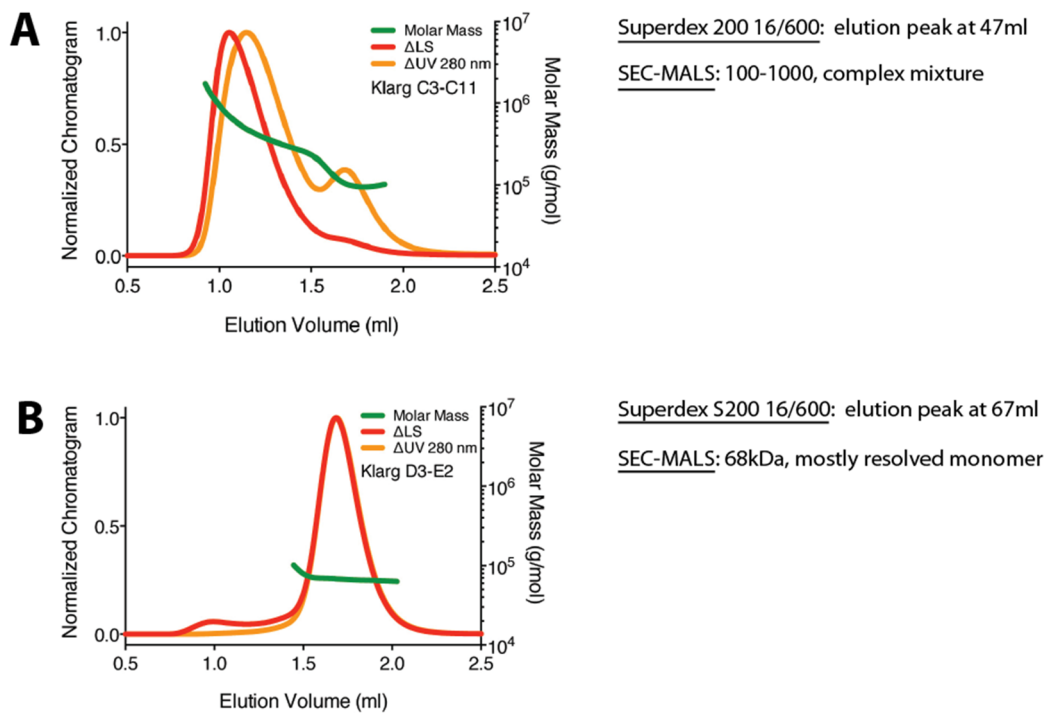 A
Normalized Chromatogram
1.0
0.5
0.0
0.5
1.0
1.5
2.0
2.5
Elution Volume (ml)
Molar Mass
ΔLS
ΔUV 280 nm
Klarg C3-C11
10⁷
10⁶
10⁵
10⁴
Molar Mass (g/mol)
Superdex 200 16/600: elution peak at 47ml
SEC-MALS: 100-1000, complex mixture
B
Normalized Chromatogram
1.0
0.5
0.0
0.5
1.0
1.5
2.0
2.5
Elution Volume (ml)
Molar Mass
ΔLS
ΔUV 280 nm
Klarg D3-E2
10⁷
10⁶
10⁵
10⁴
Molar Mass (g/mol)
Superdex S200 16/600: elution peak at 67ml
SEC-MALS: 68kDa, mostly resolved monomer